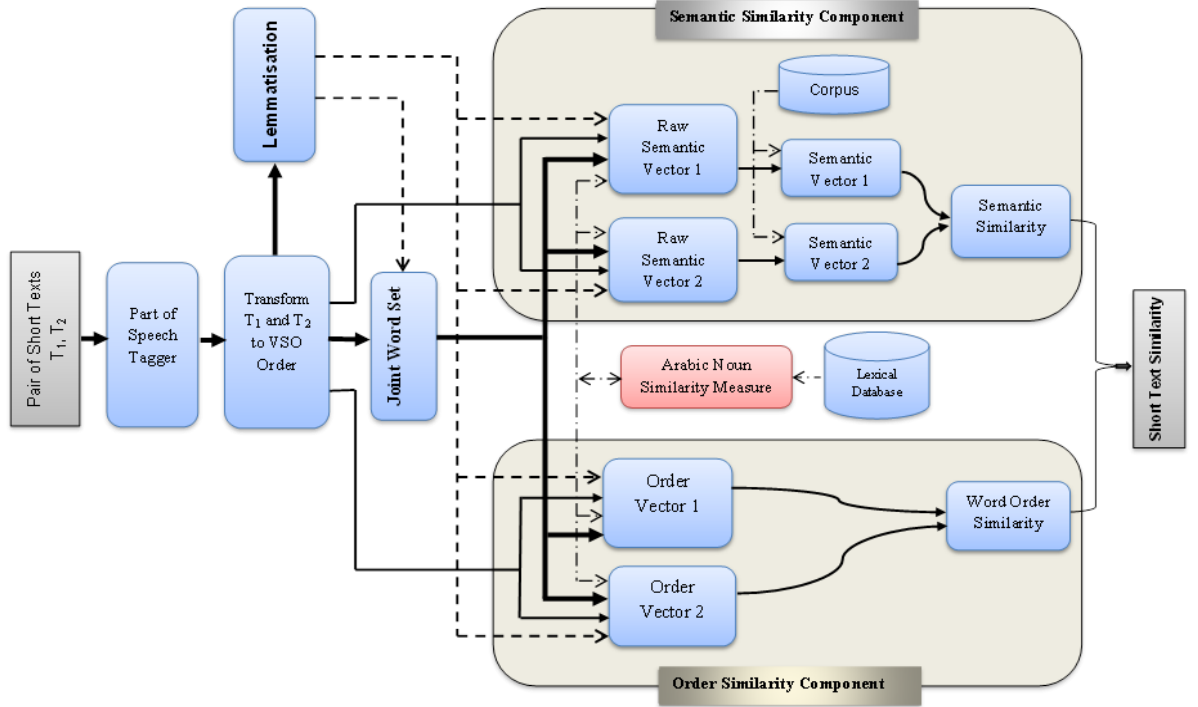 Semantic Similarity Component
Lemmatisation
Corpus
Raw
Semantic
Vector 1
Semantic
Vector 1
Semantic
Similarity
Raw
Semantic
Vector 2
Semantic
Vector 2
Pair of Short Texts
T1, T2
Part of
Speech
Tagger
Transform
T1 and T2
to VSO
Order
Joint Word Set
Arabic Noun
Similarity Measure
Lexical
Database
Short Text Similarity
Order
Vector 1
Word Order
Similarity
Order
Vector 2
Order Similarity Component